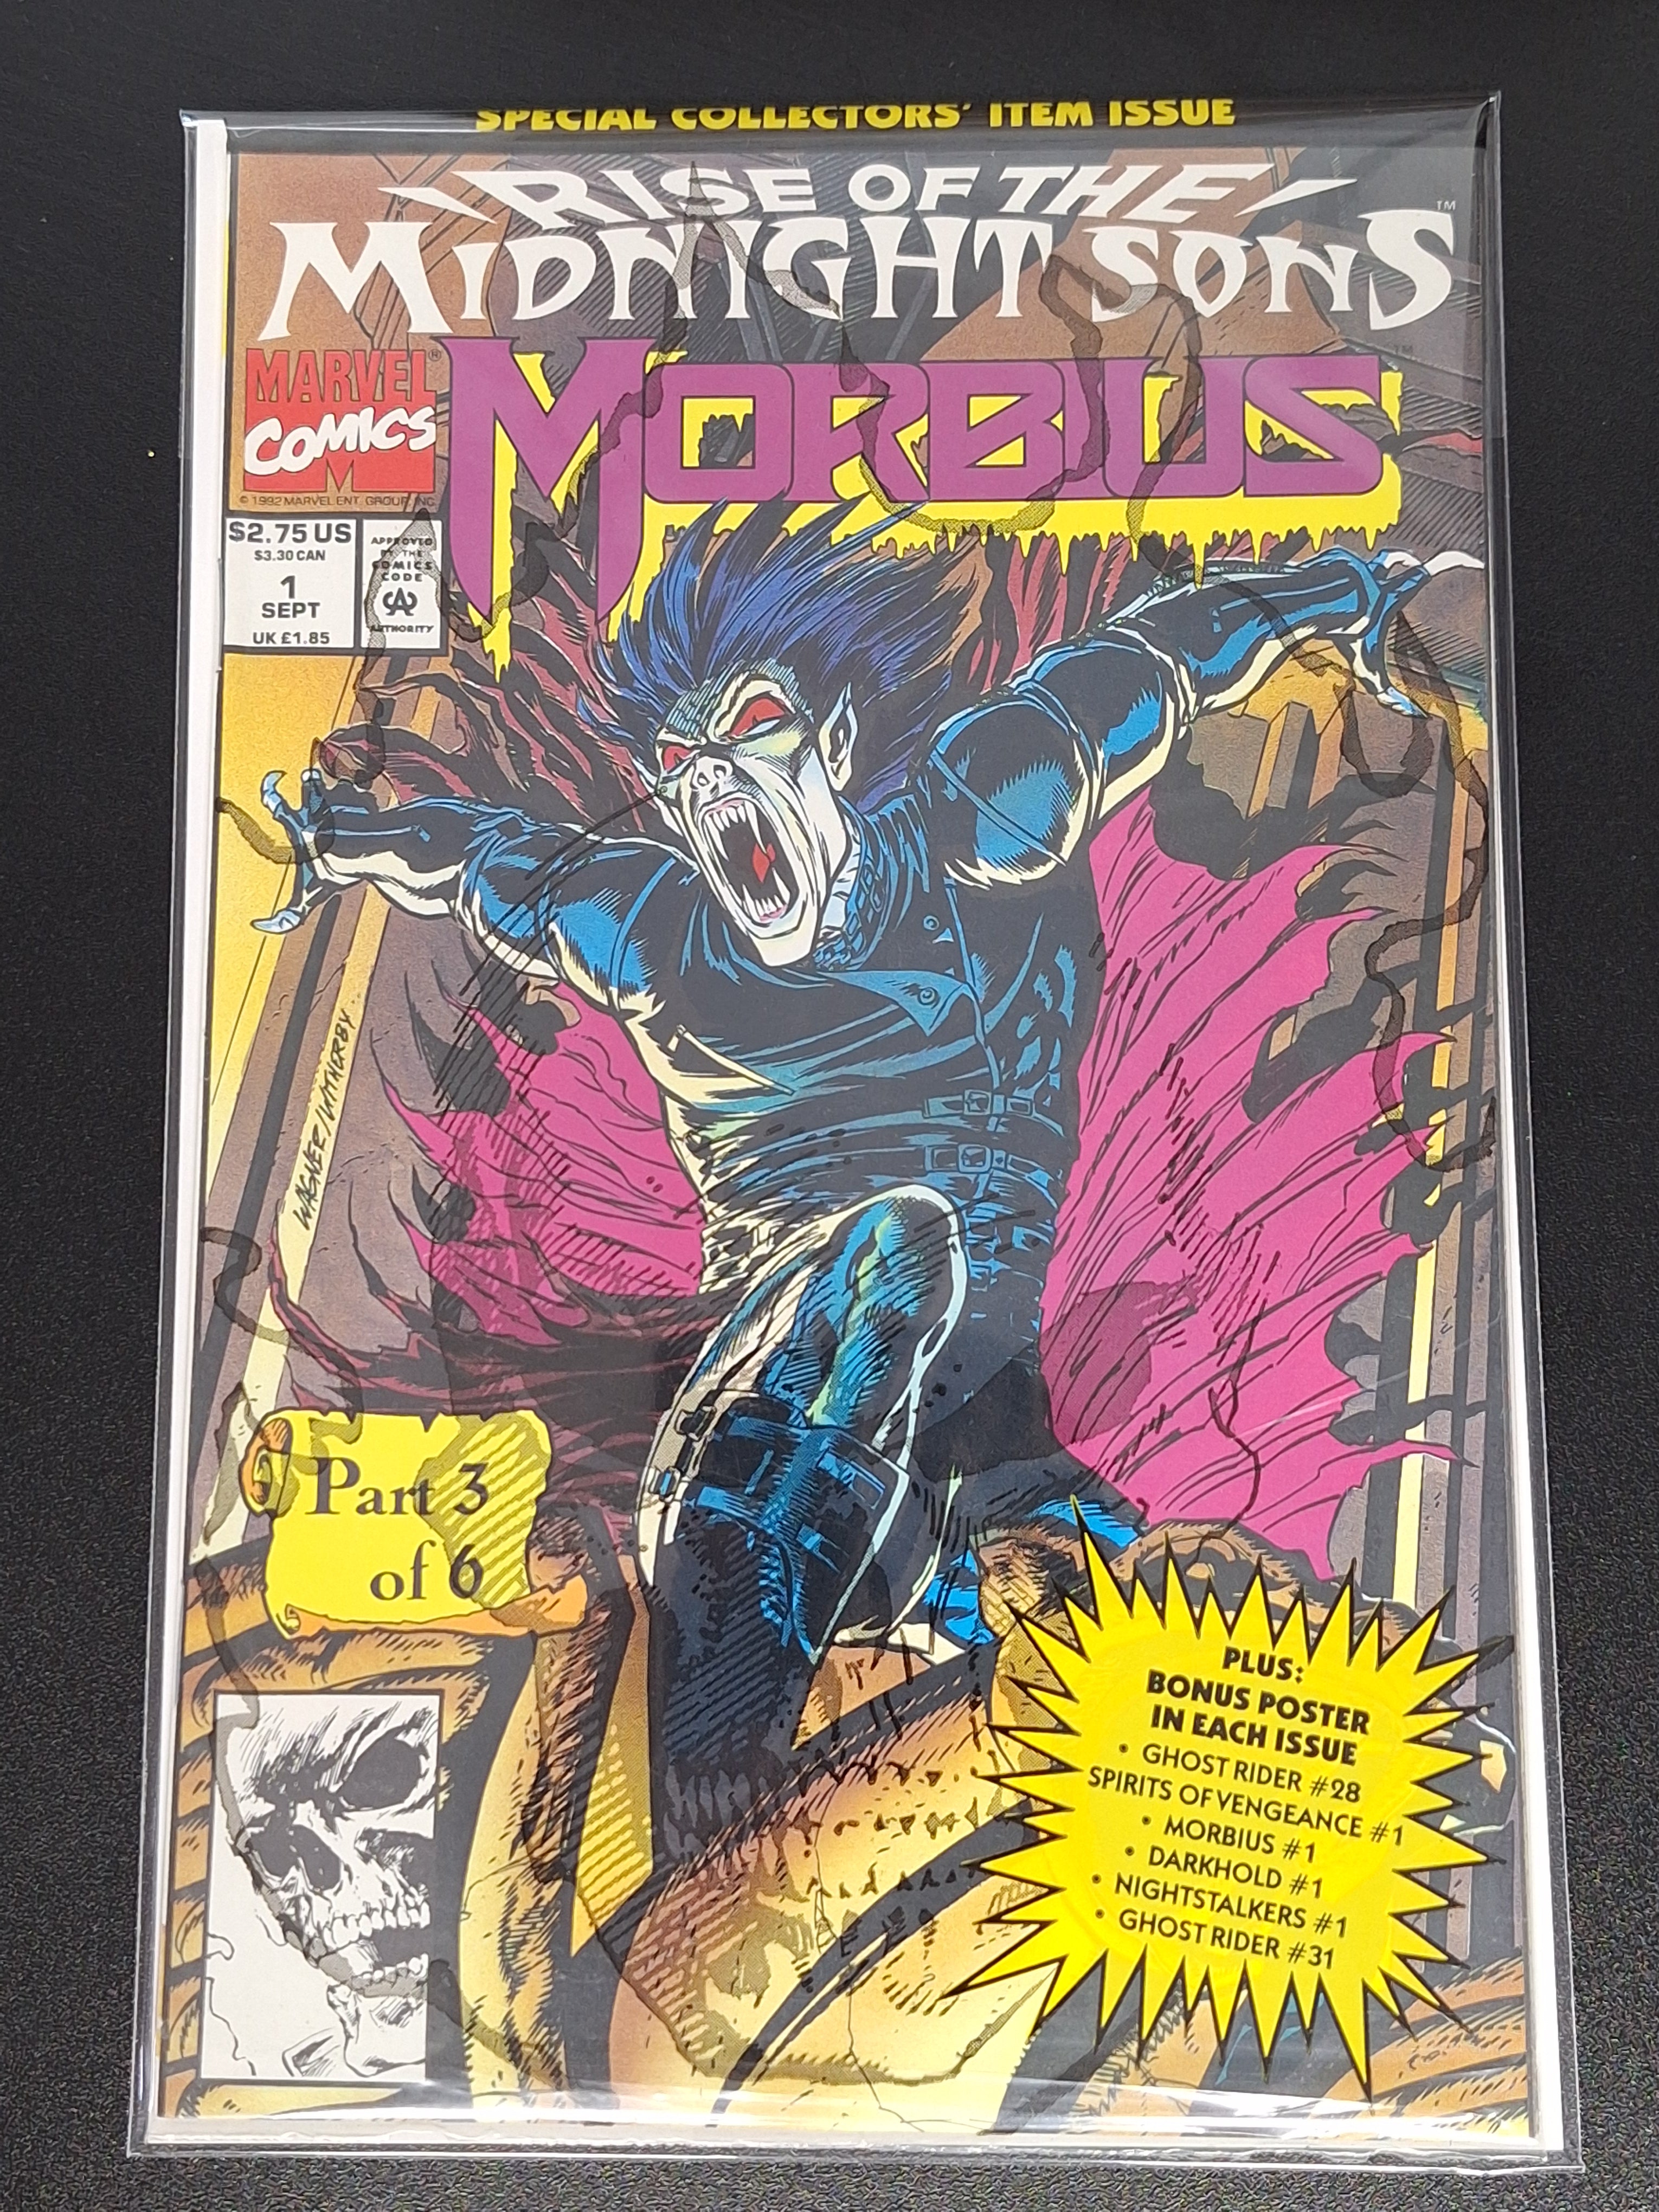 SPECIAL COLLECTORS' ITEM ISSUE
RISE OF THE
MIDNIGHT SONS™
MARVEL®
COMICS
M
MORBIUS™
© 1992 MARVEL ENT. GROUP, INC.
$2.75 US
$3.30 CAN
1
SEPT
UK £1.85
APPROVED
BY THE
COMICS
CODE
CA
AUTHORITY
WAGNER/WITHERBY
Part 3
of 6
PLUS:
BONUS POSTER
IN EACH ISSUE
• GHOST RIDER #28
SPIRITS OF VENGEANCE #1
• MORBIUS #1
• DARKHOLD #1
• NIGHTSTALKERS #1
• GHOST RIDER #31